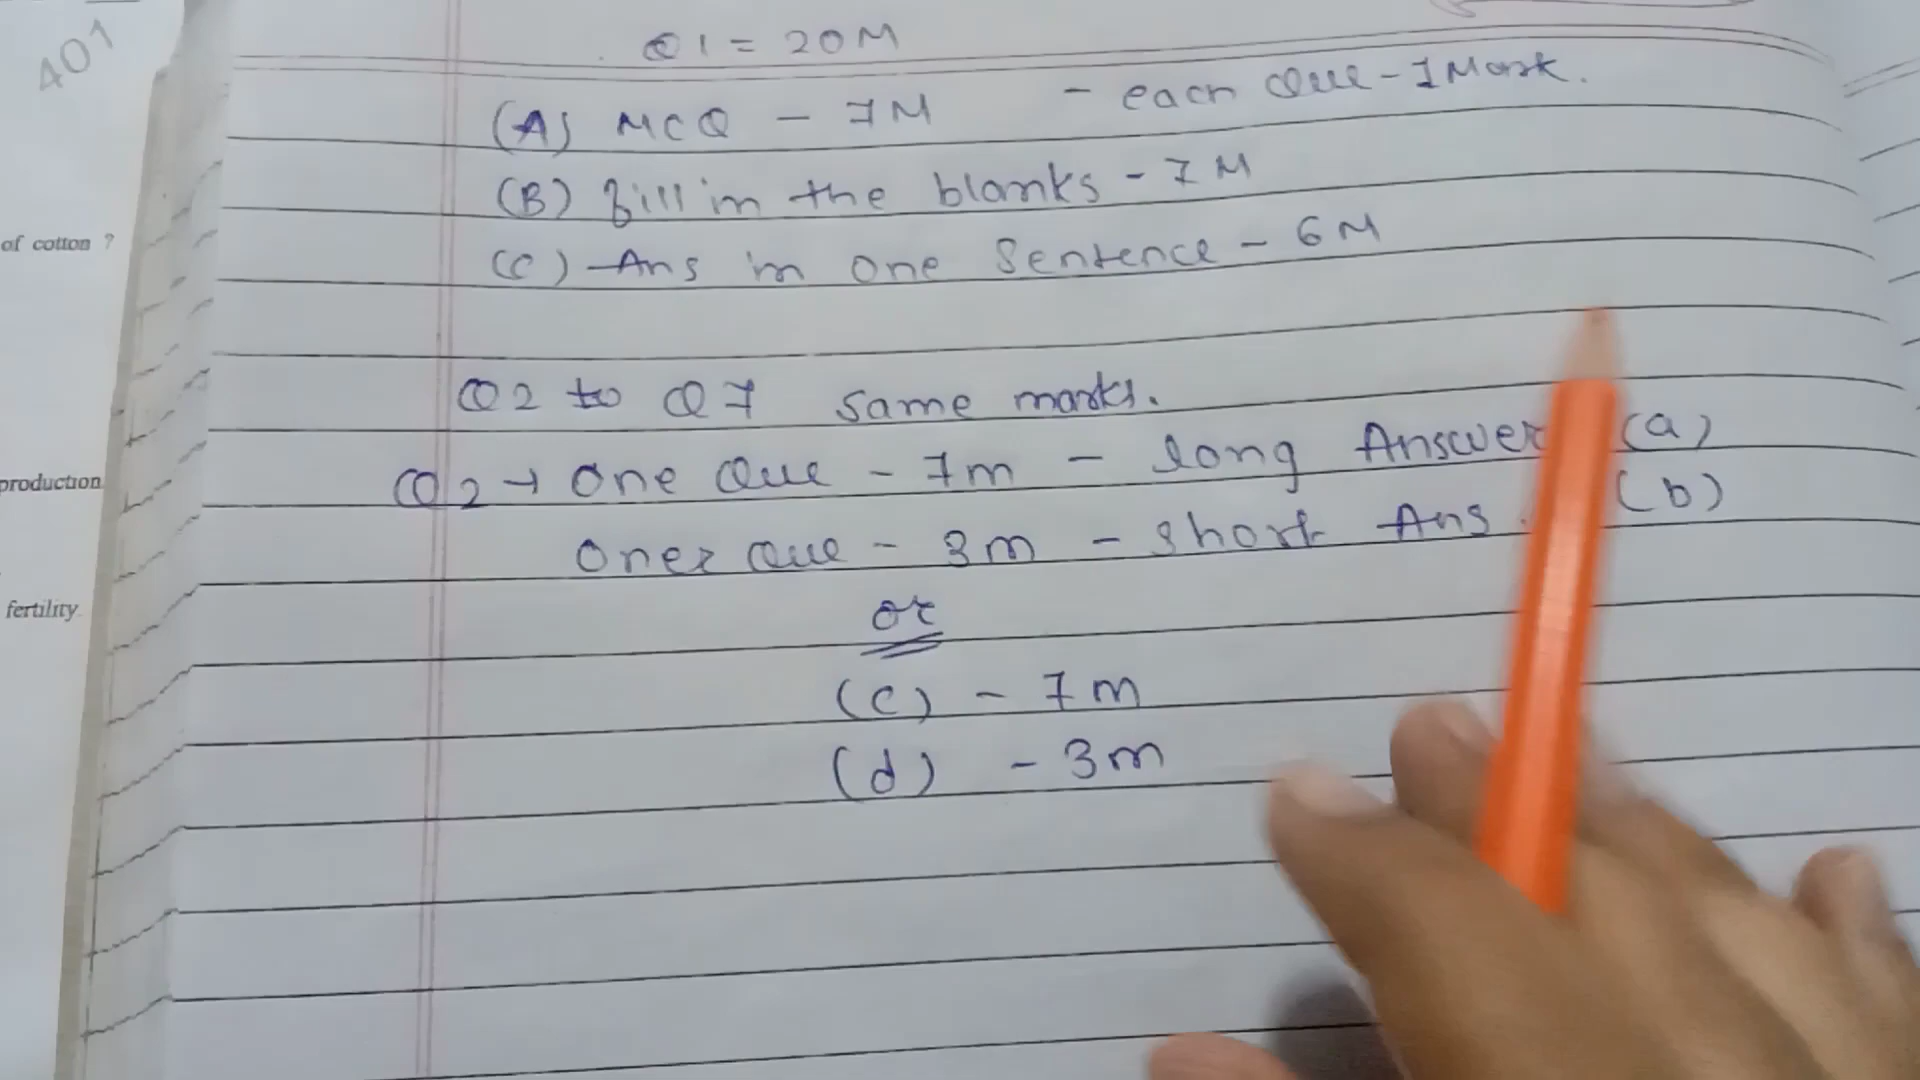 401
of cotton ?
production
fertility.
Q1 = 20M
(A) MCQ - 7M - each Que - 1 Mark.
(B) fill in the blanks - 7M
(C) Ans in one Sentence - 6M
Q2 to Q7 same marks.
Q2 → One Que - 7m - long Answer (a)
One Que - 3m - short Ans. (b)
or
(c) - 7m
(d) - 3m